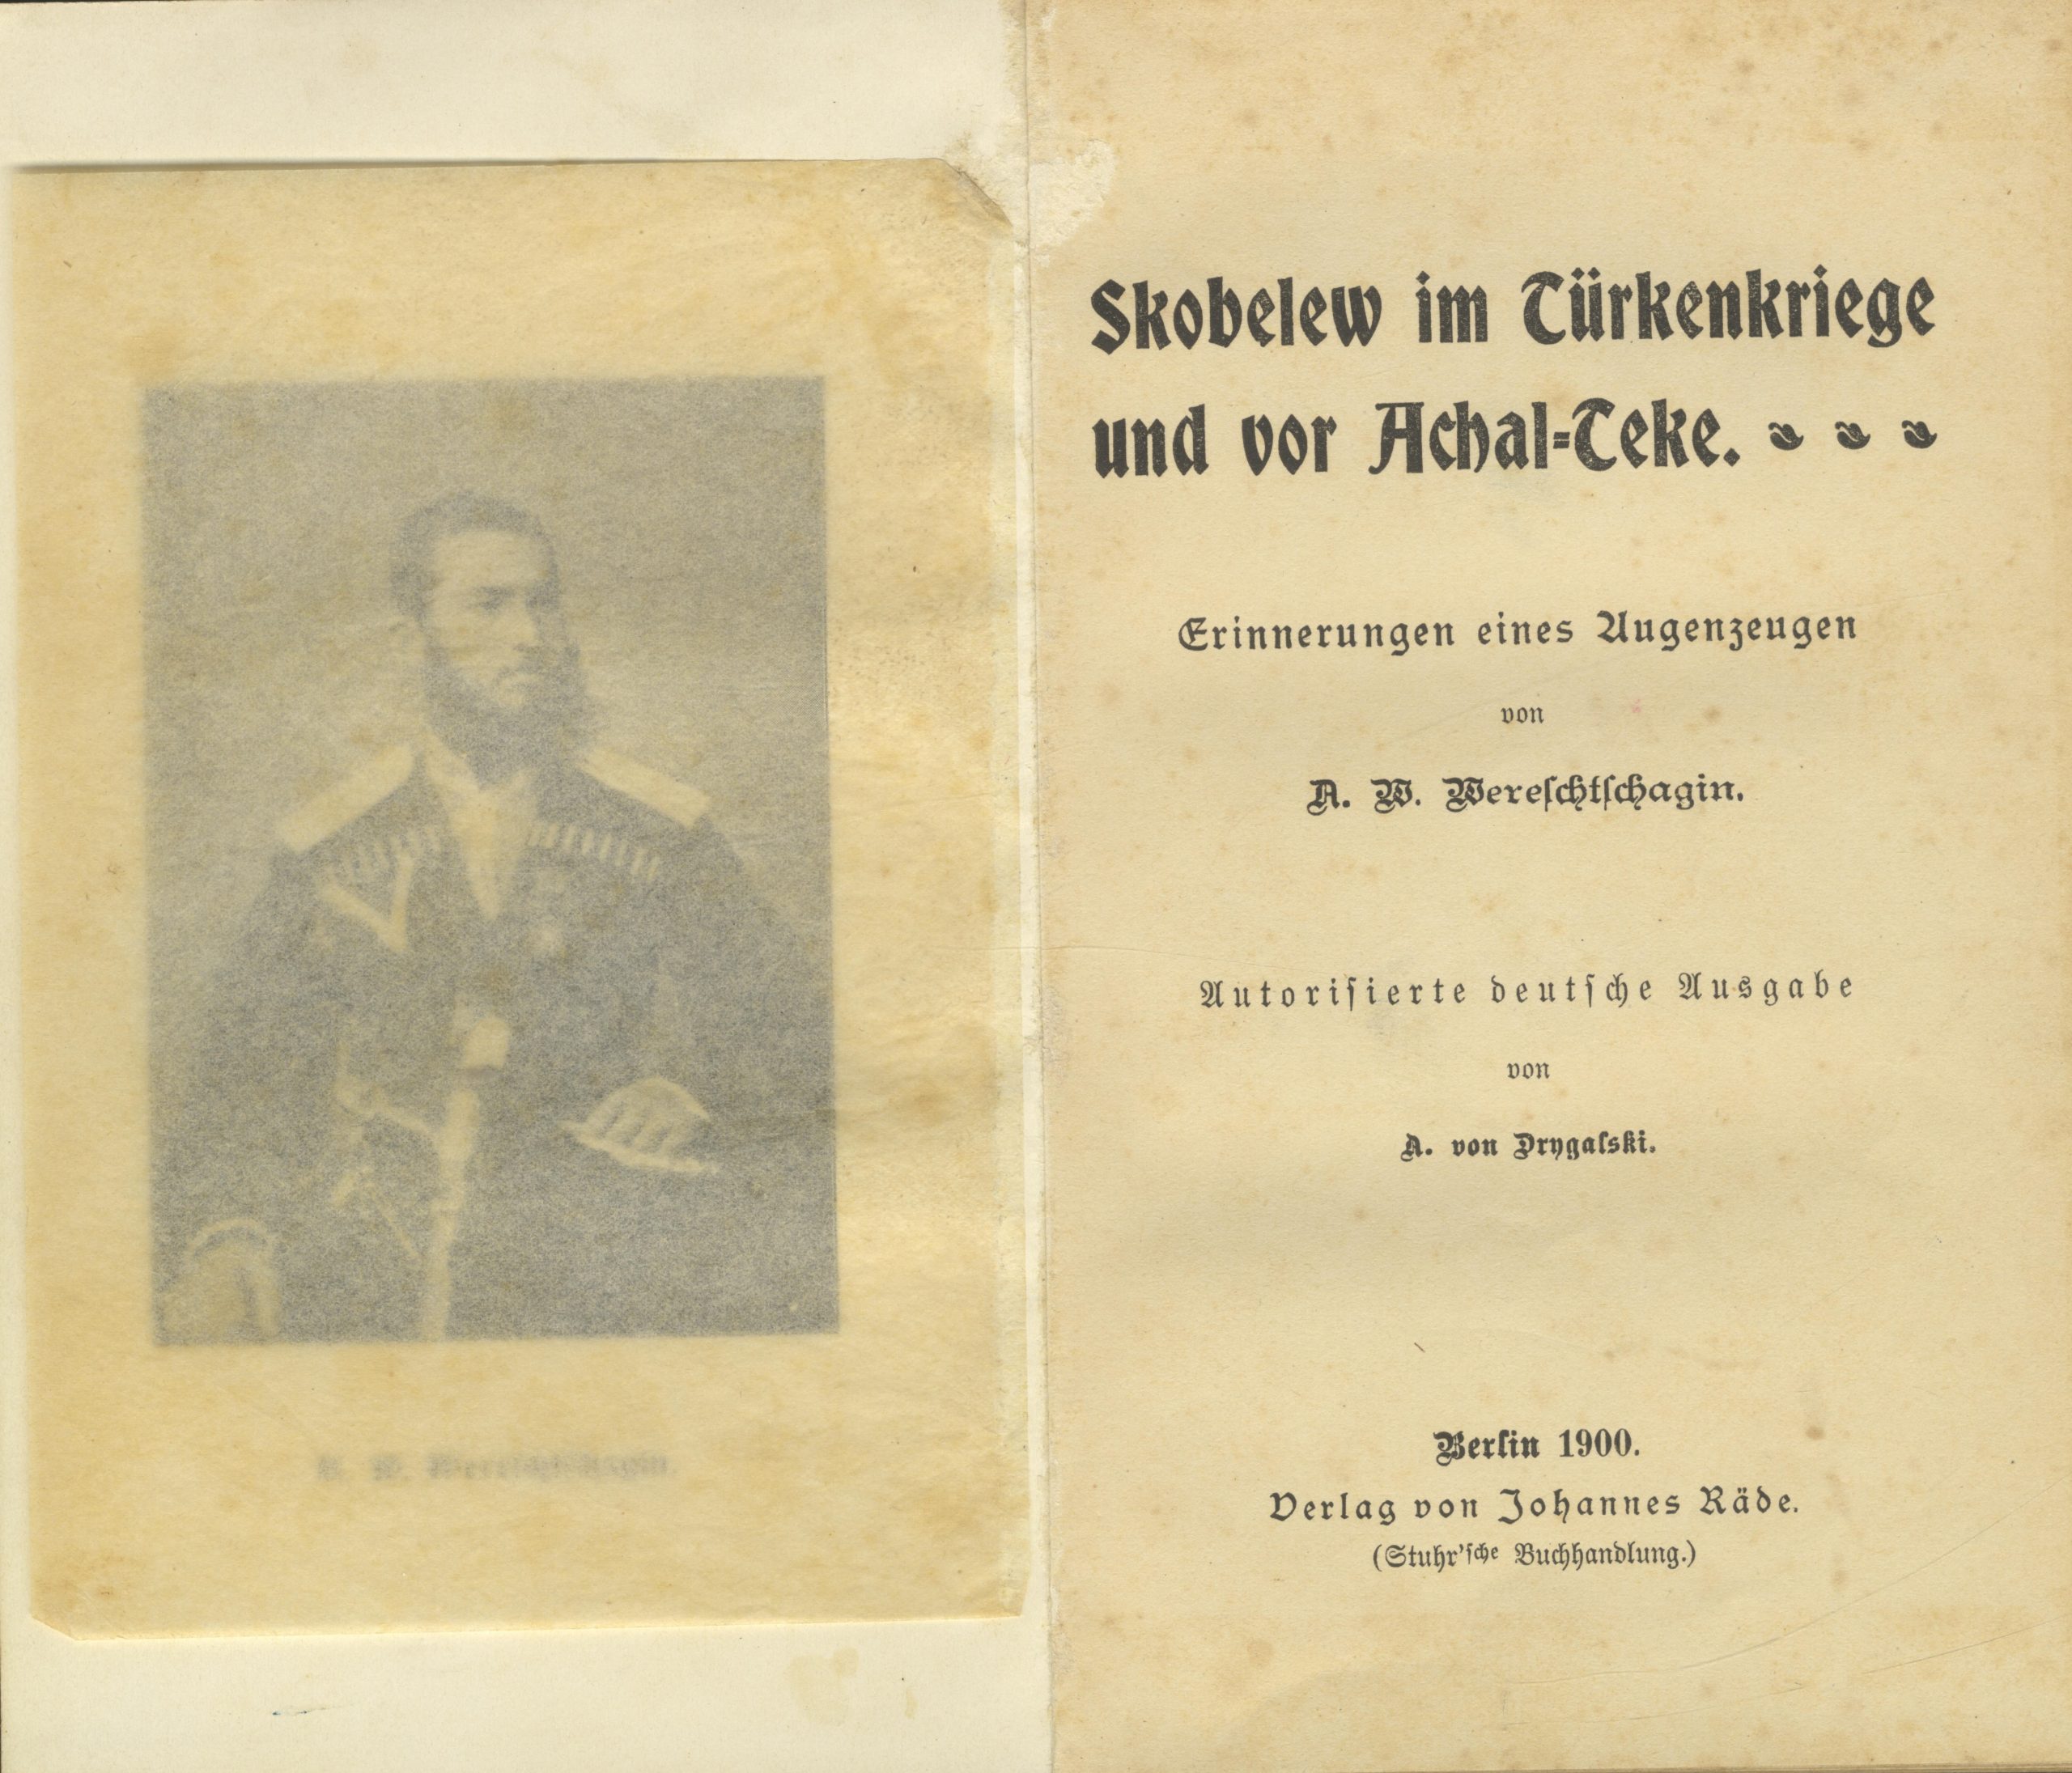 A. W. Wereſchtſchagin.
Skobelew im Türkenkriege
und vor Achal-Teke.
Erinnerungen eines Augenzeugen
von
A. W. Wereſchtſchagin.
Autoriſierte deutſche Ausgabe
von
A. von Drygalski.
Berlin 1900.
Verlag von Johannes Räde.
(Stuhr'ſche Buchhandlung.)